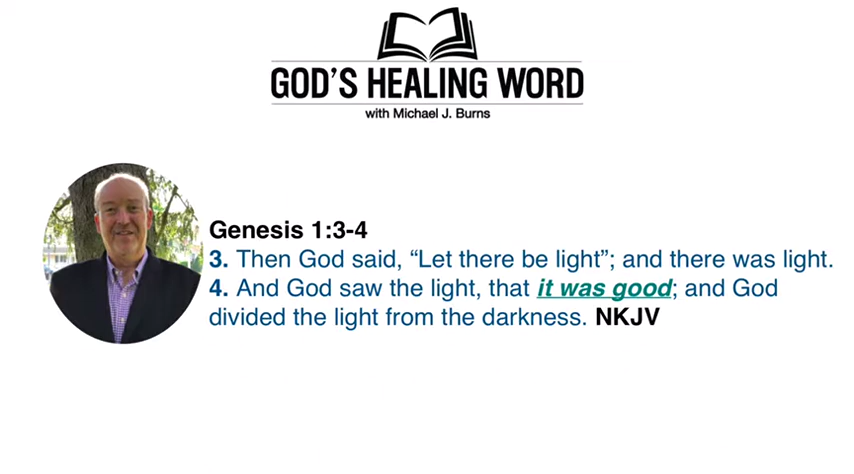 GOD'S HEALING WORD
with Michael J. Burns
Genesis 1:3-4
3. Then God said, “Let there be light”; and there was light.
4. And God saw the light, that it was good; and God
divided the light from the darkness. NKJV